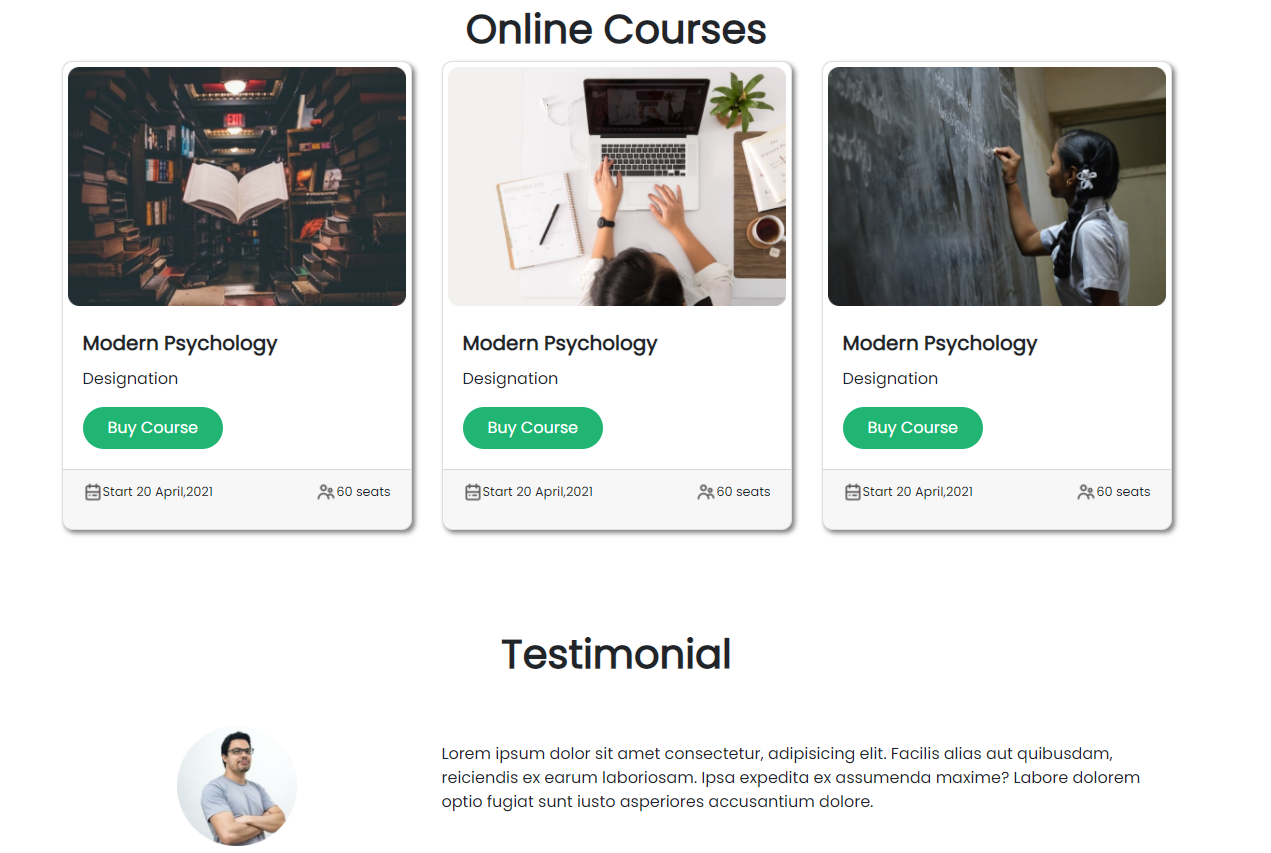 Online Courses
EXIT
Modern Psychology
Designation
Buy Course
Start 20 April,2021
60 seats
Modern Psychology
Designation
Buy Course
Start 20 April,2021
60 seats
Modern Psychology
Designation
Buy Course
Start 20 April,2021
60 seats
Testimonial
Lorem ipsum dolor sit amet consectetur, adipisicing elit. Facilis alias aut quibusdam,
reiciendis ex earum laboriosam. Ipsa expedita ex assumenda maxime? Labore dolorem
optio fugiat sunt iusto asperiores accusantium dolore.